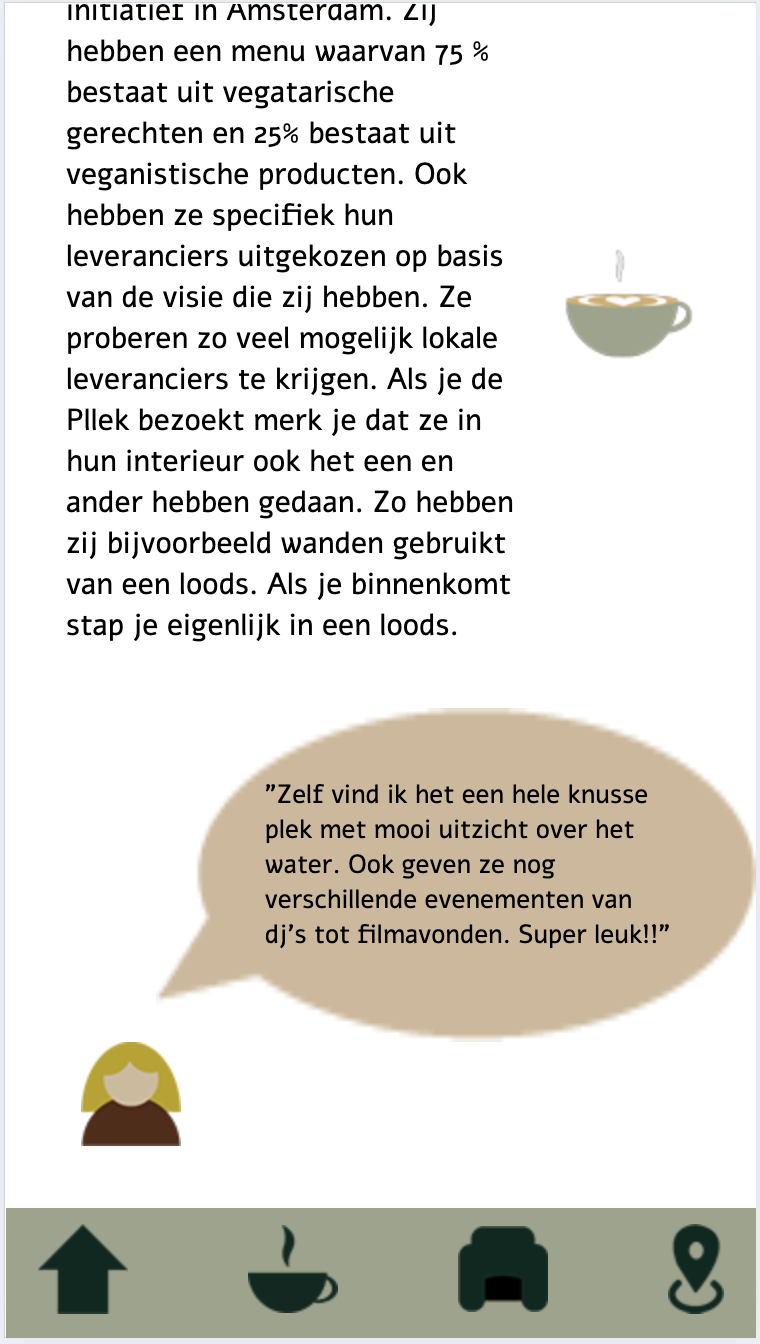 initiatief in Amsterdam. Zij
hebben een menu waarvan 75 %
bestaat uit vegatarische
gerechten en 25% bestaat uit
veganistische producten. Ook
hebben ze specifiek hun
leveranciers uitgekozen op basis
van de visie die zij hebben. Ze
proberen zo veel mogelijk lokale
leveranciers te krijgen. Als je de
Pllek bezoekt merk je dat ze in
hun interieur ook het een en
ander hebben gedaan. Zo hebben
zij bijvoorbeeld wanden gebruikt
van een loods. Als je binnenkomt
stap je eigenlijk in een loods.
”Zelf vind ik het een hele knusse
plek met mooi uitzicht over het
water. Ook geven ze nog
verschillende evenementen van
dj’s tot filmavonden. Super leuk!!”